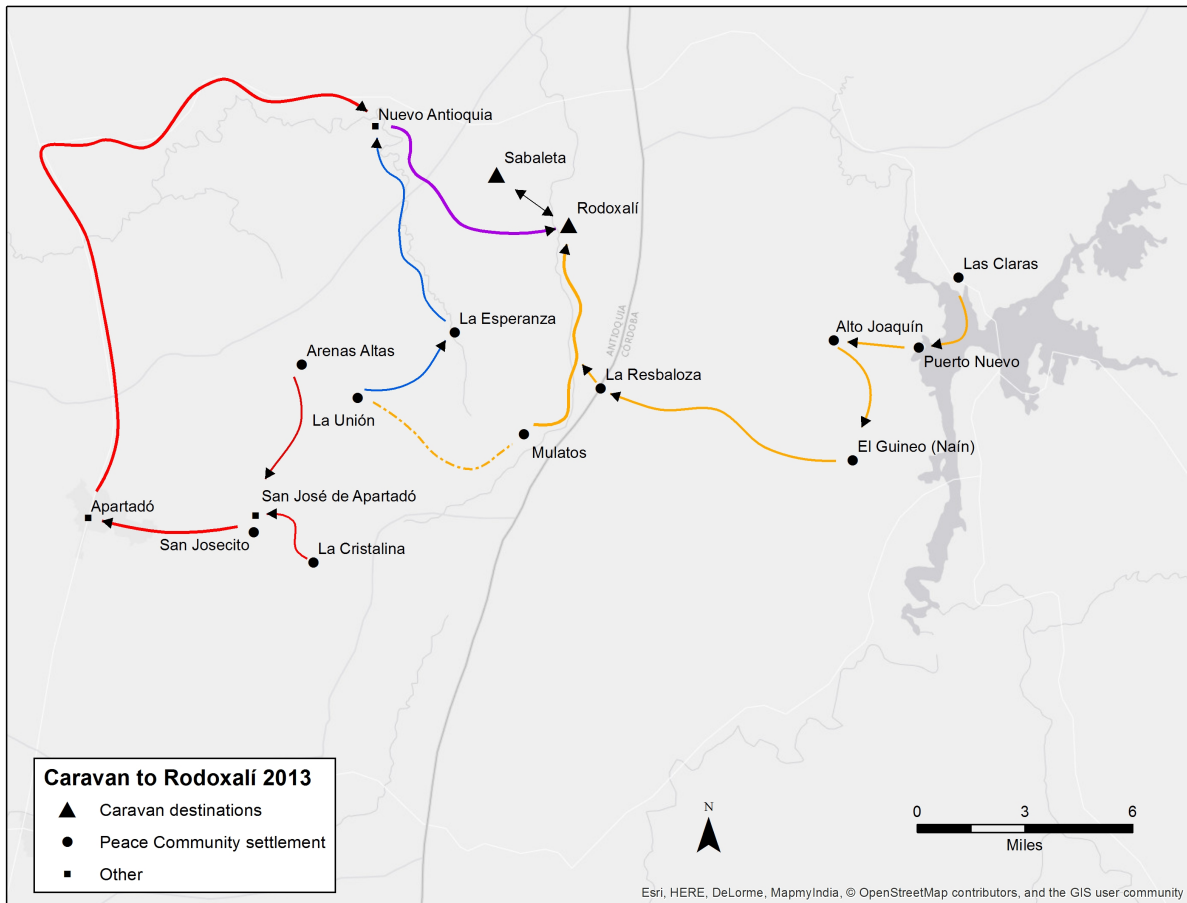 Nuevo Antioquia
Sabaleta
Rodoxalí
Las Claras
La Esperanza
ANTIOQUIA
CÓRDOBA
Alto Joaquín
Arenas Altas
Puerto Nuevo
La Resbaloza
La Unión
Mulatos
El Guineo (Naín)
San José de Apartadó
Apartadó
San Josecito
La Cristalina
Caravan to Rodoxalí 2013
Caravan destinations
Peace Community settlement
Other
N
0 3 6
Miles
Esri, HERE, DeLorme, MapmyIndia, © OpenStreetMap contributors, and the GIS user community